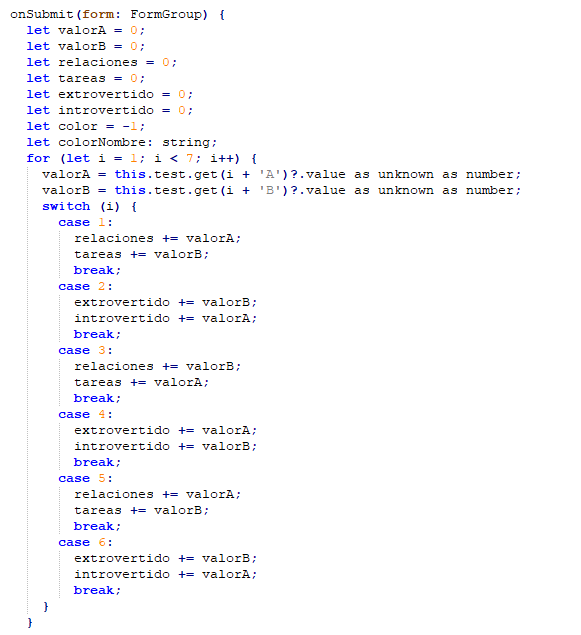 onSubmit(form: FormGroup) {
let valorA = 0;
let valorB = 0;
let relaciones = 0;
let tareas = 0;
let extrovertido = 0;
let introvertido = 0;
let color = -1;
let colorNombre: string;
for (let i = 1; i < 7; i++) {
valorA = this.test.get(i + 'A')?.value as unknown as number;
valorB = this.test.get(i + 'B')?.value as unknown as number;
switch (i) {
case 1:
relaciones += valorA;
tareas += valorB;
break;
case 2:
extrovertido += valorB;
introvertido += valorA;
break;
case 3:
relaciones += valorB;
tareas += valorA;
break;
case 4:
extrovertido += valorA;
introvertido += valorB;
break;
case 5:
relaciones += valorA;
tareas += valorB;
break;
case 6:
extrovertido += valorB;
introvertido += valorA;
break;
}
}